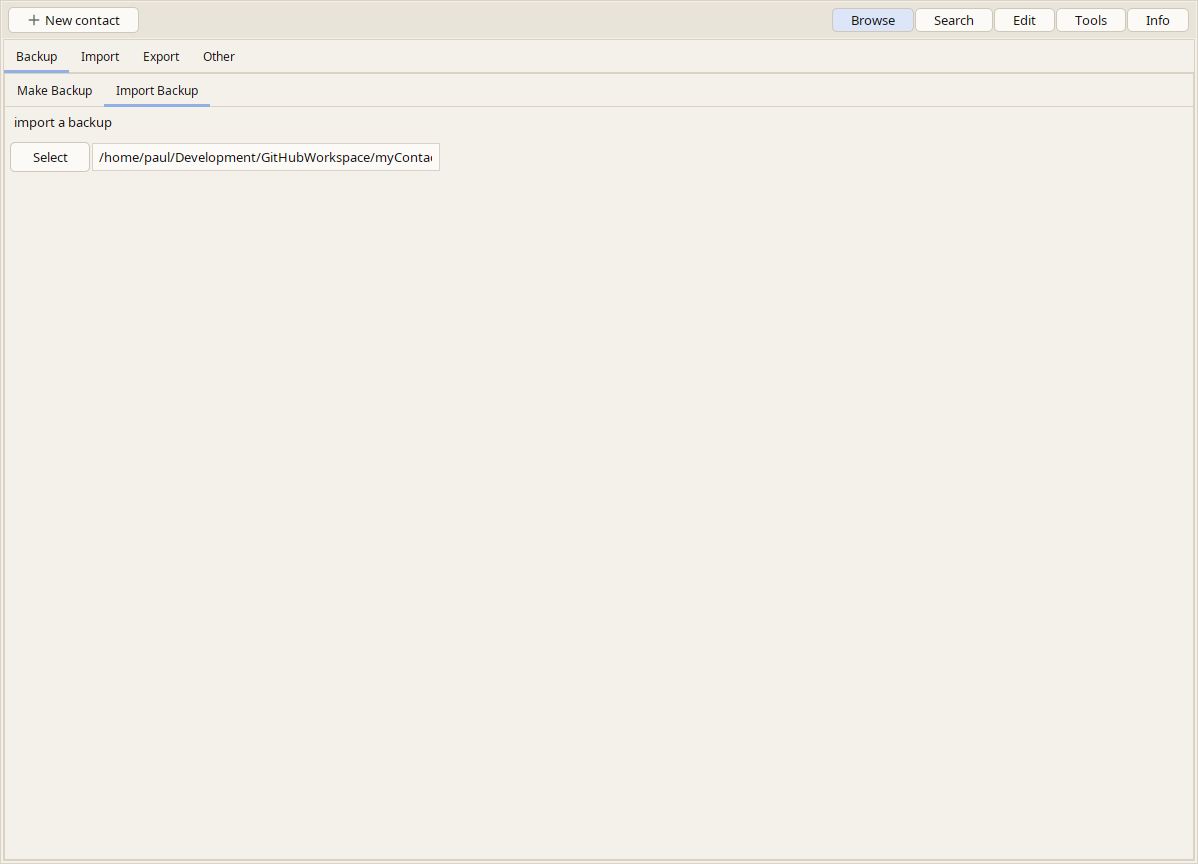 New contact
Browse Search Edit Tools Info
Backup Import Export Other
Make Backup Import Backup
import a backup
Select /home/paul/Development/GitHubWorkspace/myConta